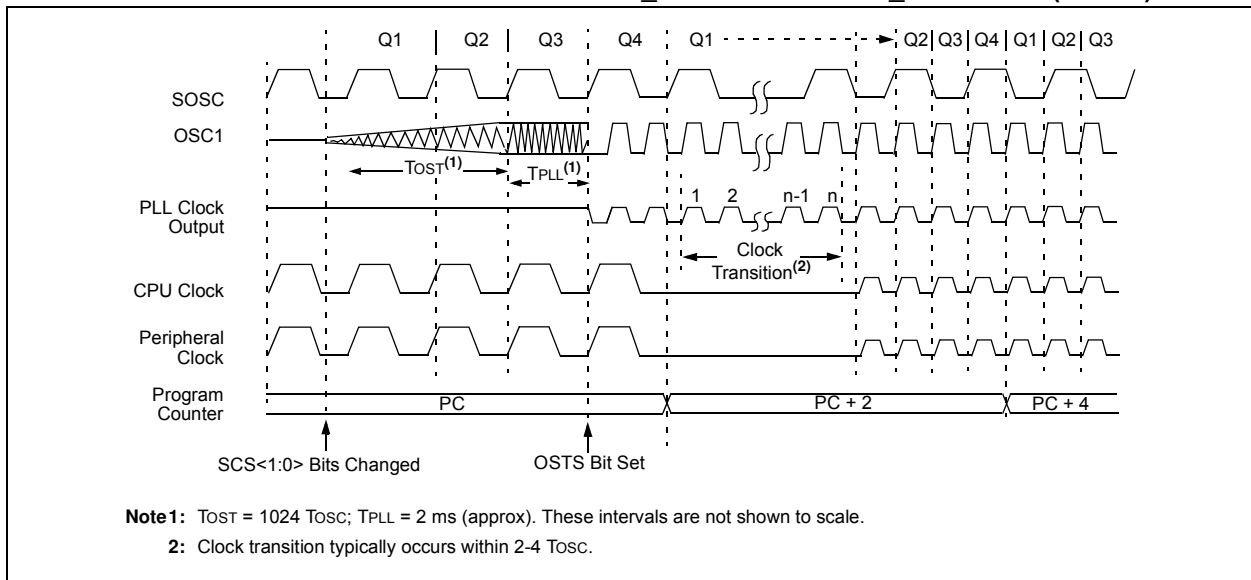 Q1 Q2 Q3 Q4 Q1 Q2 Q3 Q4 Q1 Q2 Q3
SOSC
OSC1
TOST(1) TPLL(1)
1 2 n-1 n
PLL Clock
Output
Clock
Transition(2)
CPU Clock
Peripheral
Clock
Program
Counter
PC PC + 2 PC + 4
SCS<1:0> Bits Changed OSTS Bit Set
Note1: TOST = 1024 TOSC; TPLL = 2 ms (approx). These intervals are not shown to scale.
2: Clock transition typically occurs within 2-4 TOSC.